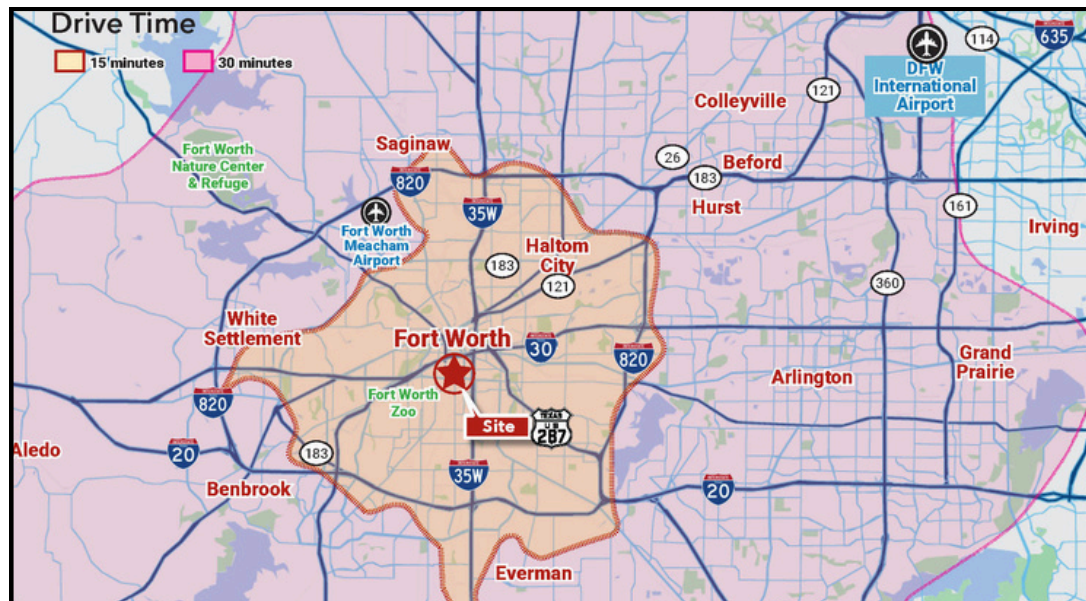 Drive Time
15 minutes
30 minutes
114
635
DFW
International
Airport
121
Colleyville
Saginaw
Fort Worth
Nature Center
& Refuge
820
26
Beford
183
Hurst
161
Irving
35W
Fort Worth
Meacham
Airport
Haltom
City
183
121
360
White
Settlement
Fort Worth
30
820
Grand
Prairie
Arlington
Fort Worth
Zoo
820
Site
TEXAS
US
287
Aledo
20
183
Benbrook
35W
20
Everman